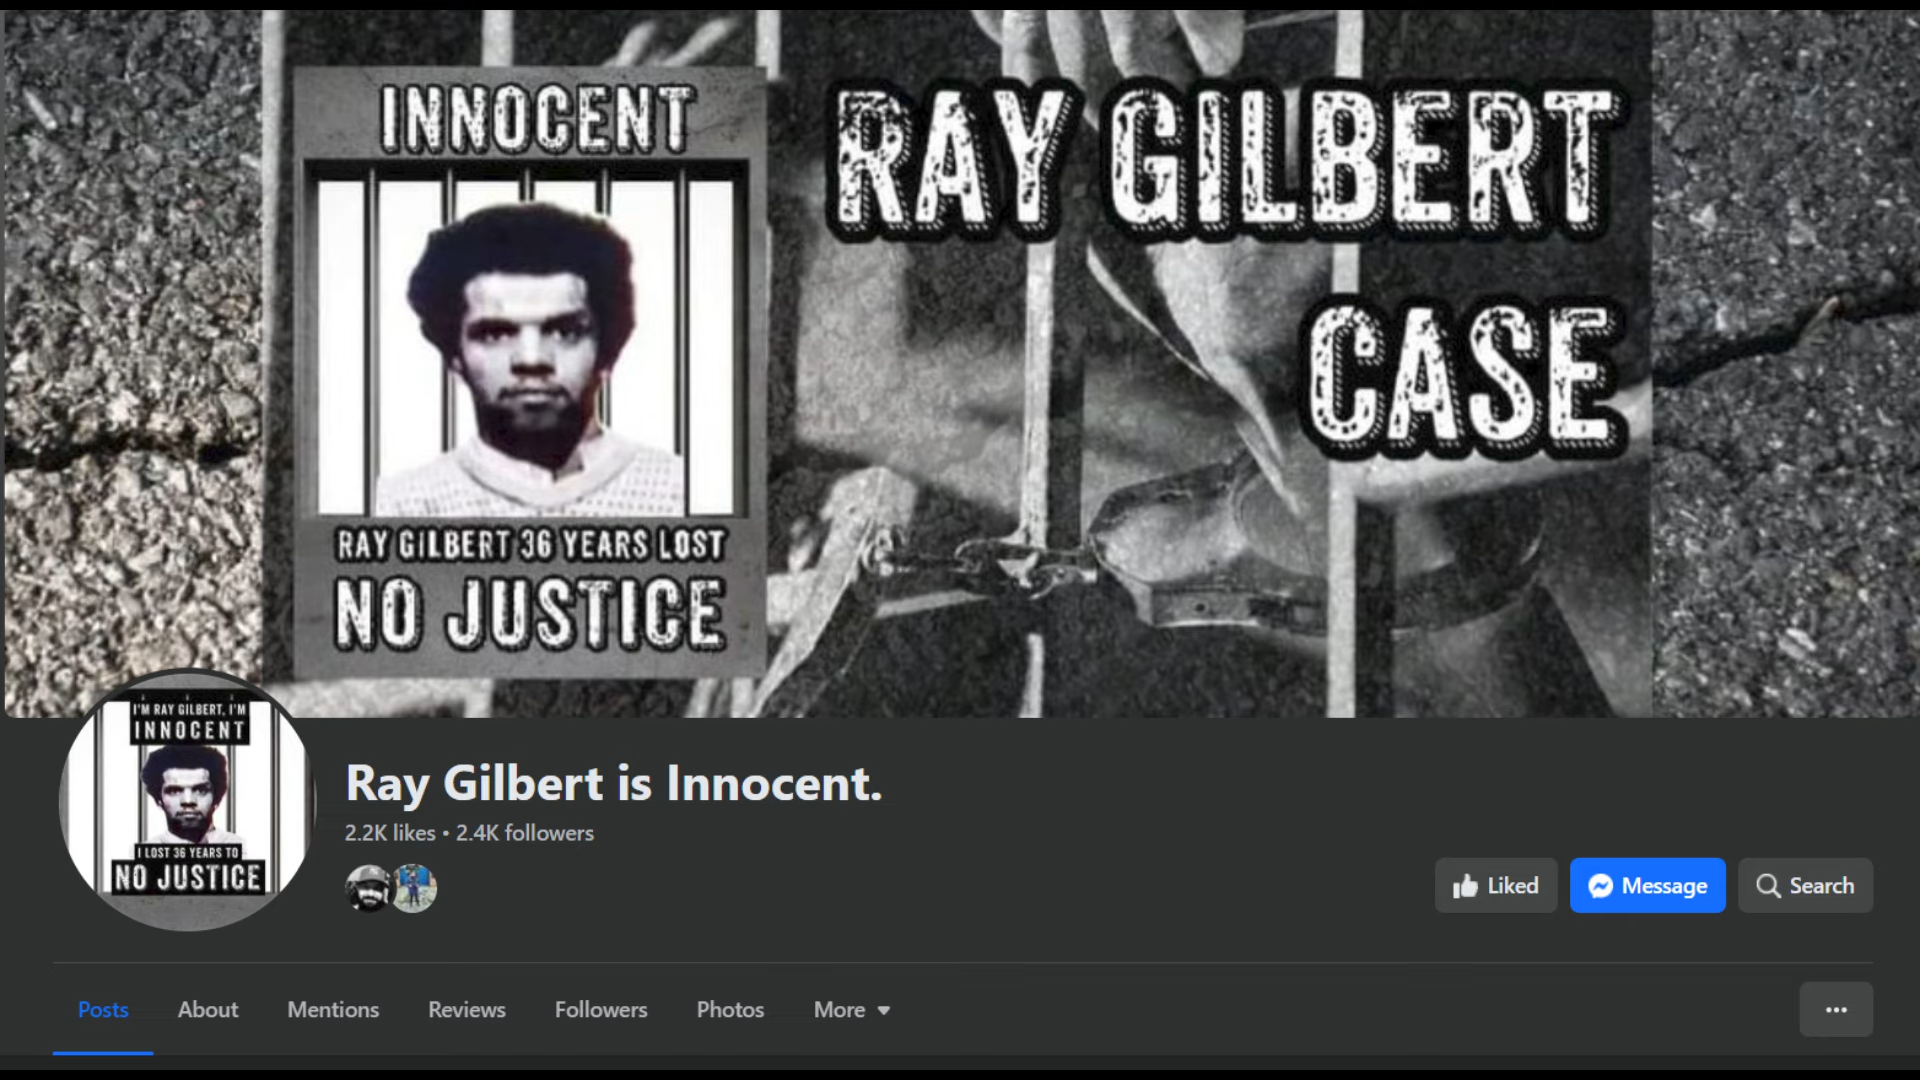 INNOCENT
RAY GILBERT 36 YEARS LOST
NO JUSTICE
RAY GILBERT
CASE
I'M RAY GILBERT, I'M
INNOCENT
I LOST 36 YEARS TO
NO JUSTICE
Ray Gilbert is Innocent.
2.2K likes • 2.4K followers
Liked
Message
Search
Posts
About
Mentions
Reviews
Followers
Photos
More